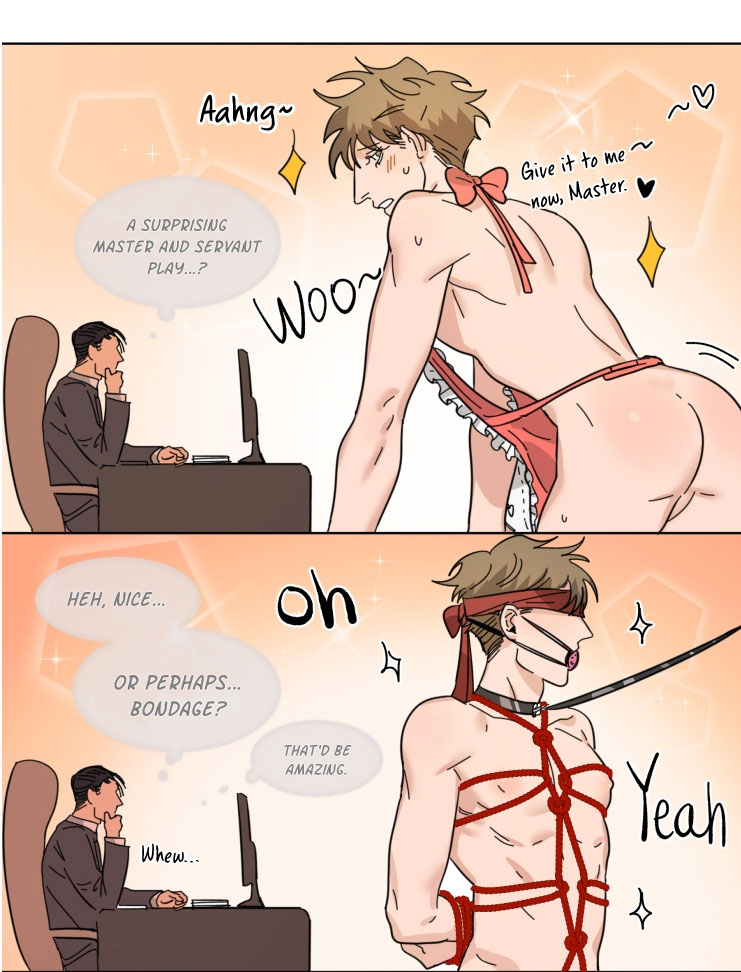 Aahng~
Give it to me
now, Master.
A SURPRISING
MASTER AND SERVANT
PLAY...?
Woo~
HEH, NICE...
oh
OR PERHAPS...
BONDAGE?
THAT'D BE
AMAZING.
Yeah
Whew...